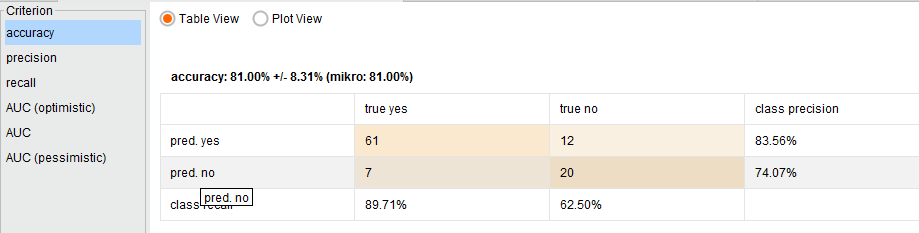 Criterion
accuracy
precision
recall
AUC (optimistic)
AUC
AUC (pessimistic)
Table View Plot View
accuracy: 81.00% +/- 8.31% (mikro: 81.00%)
true yes true no class precision
pred. yes 61 12 83.56%
pred. no 7 20 74.07%
pred. no
class recall 89.71% 62.50%